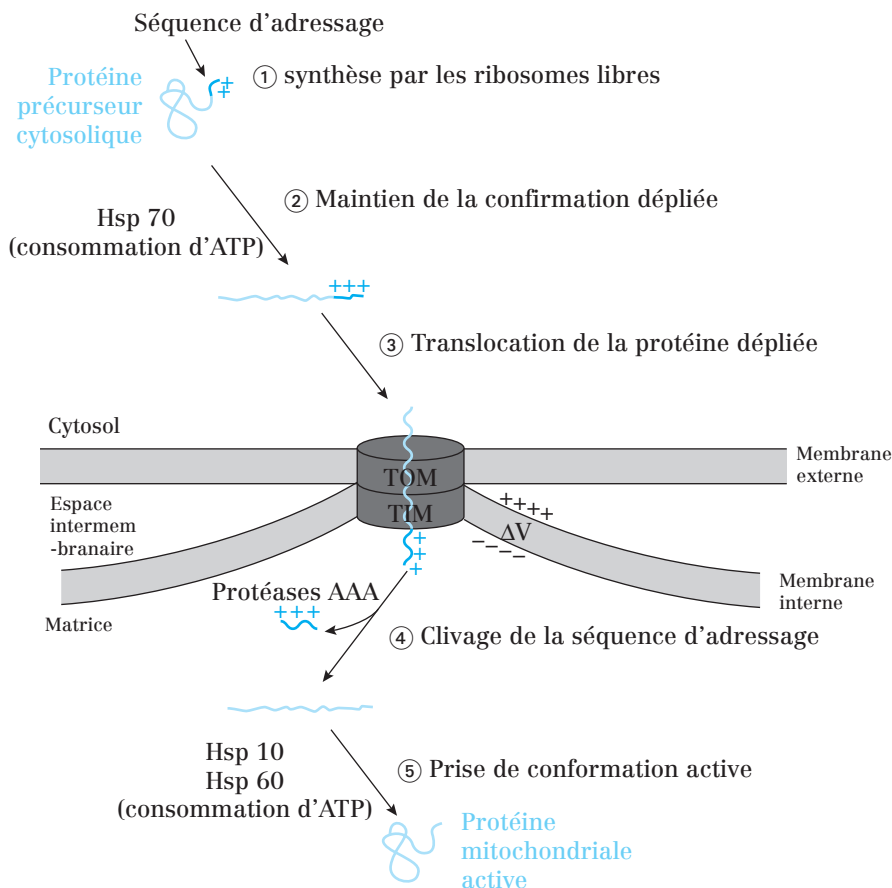 Séquence d'adressage
Protéine
précurseur
cytosolique
+
++
① synthèse par les ribosomes libres
② Maintien de la confirmation dépliée
Hsp 70
(consommation d'ATP)
+++
③ Translocation de la protéine dépliée
Cytosol
Membrane
externe
TOM
TIM
Espace
intermem
-branaire
++++
ΔV
−−−−
+
+
+
Membrane
interne
Matrice
Protéases AAA
+++
④ Clivage de la séquence d'adressage
Hsp 10
Hsp 60
(consommation d'ATP)
⑤ Prise de conformation active
Protéine
mitochondriale
active